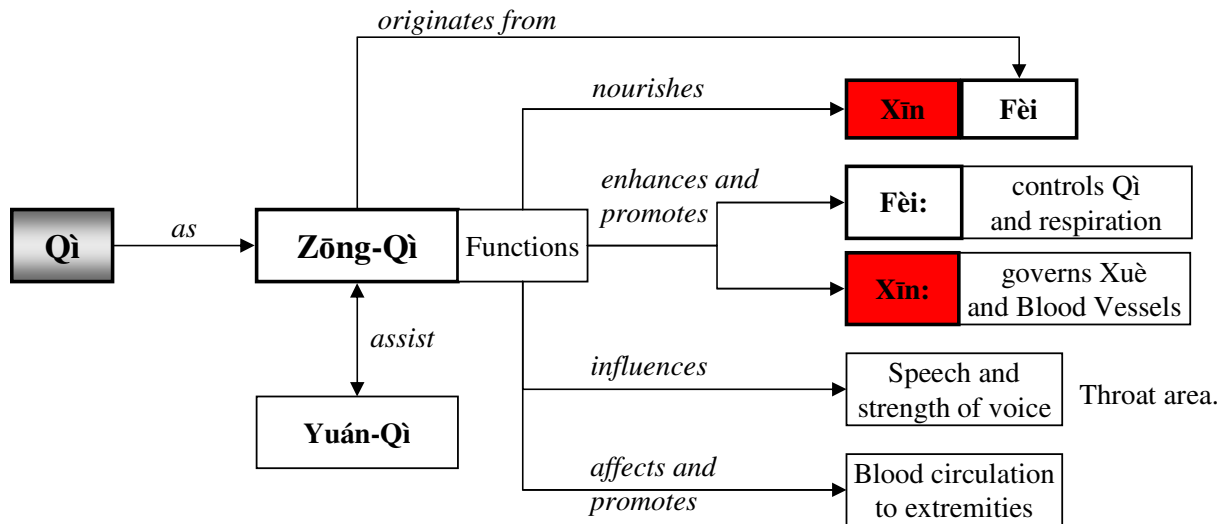 originates from
nourishes
Xīn
Fèi
enhances and
promotes
Fèi:
controls Qì
and respiration
Qì
as
Zōng-Qì
Functions
Xīn:
governs Xuè
and Blood Vessels
assist
influences
Speech and
strength of voice
Throat area.
Yuán-Qì
affects and
promotes
Blood circulation
to extremities